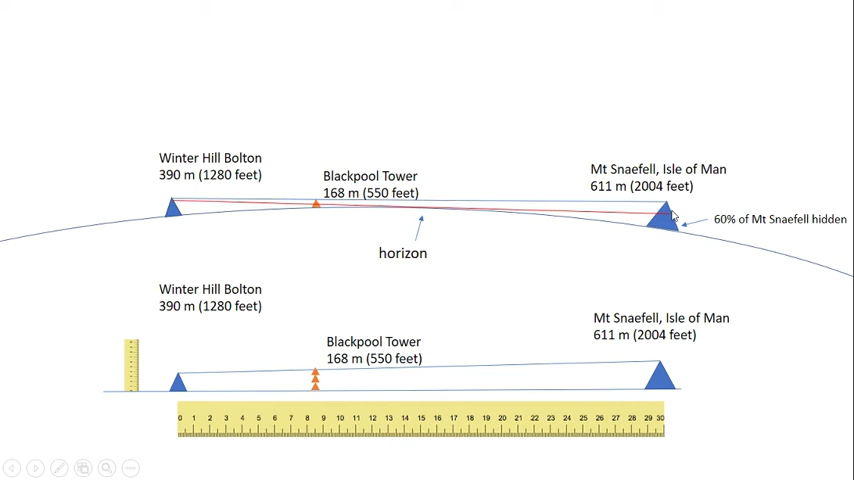 Winter Hill Bolton
390 m (1280 feet)
Blackpool Tower
168 m (550 feet)
Mt Snaefell, Isle of Man
611 m (2004 feet)
60% of Mt Snaefell hidden
horizon
Winter Hill Bolton
390 m (1280 feet)
Blackpool Tower
168 m (550 feet)
Mt Snaefell, Isle of Man
611 m (2004 feet)
0 1 2 3 4 5 6 7 8 9 10 11 12 13 14 15 16 17 18 19 20 21 22 23 24 25 26 27 28 29 30